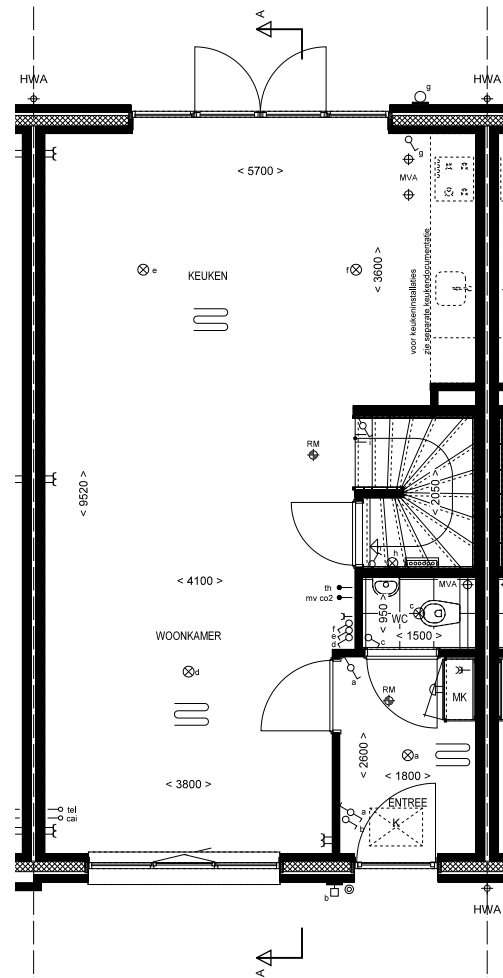 A
HWA
HWA
g
g
MVA
< 5700 >
e
f
KEUKEN
< 3600 >
voor keukeninstallaties
zie separate keukendocumentatie
RM
< 9520 >
< 2050 >
h
< 4100 >
th
mv co2
MVA
c
WC
< 950 >
< 1500 >
f
e
d
c
WOONKAMER
a
d
RM
MK
< 2600 >
a
< 1800 >
< 3800 >
ENTREE
tel
cai
a
b
K
b
HWA
A